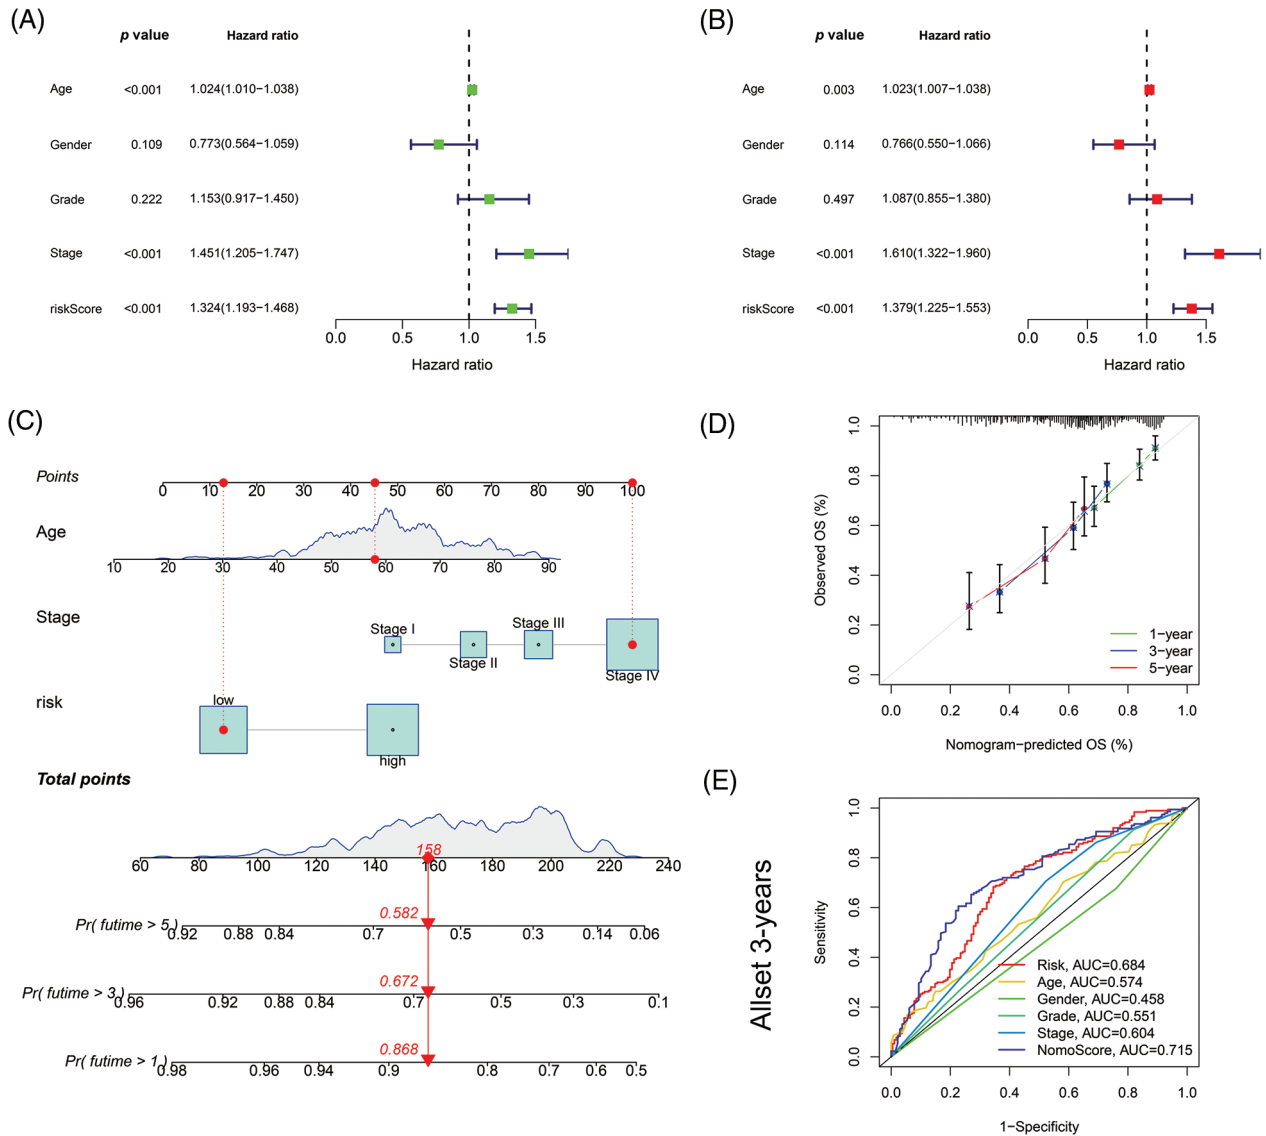 (A)
p value Hazard ratio
Age <0.001 1.024(1.010−1.038)
Gender 0.109 0.773(0.564−1.059)
Grade 0.222 1.153(0.917−1.450)
Stage <0.001 1.451(1.205−1.747)
riskScore <0.001 1.324(1.193−1.468)
0.0 0.5 1.0 1.5
Hazard ratio
(B)
p value Hazard ratio
Age 0.003 1.023(1.007−1.038)
Gender 0.114 0.766(0.550−1.066)
Grade 0.497 1.087(0.855−1.380)
Stage <0.001 1.610(1.322−1.960)
riskScore <0.001 1.379(1.225−1.553)
0.0 0.5 1.0 1.5
Hazard ratio
(C)
Points
0 10 20 30 40 50 60 70 80 90 100
Age
10 20 30 40 50 60 70 80 90
Stage
Stage I
Stage II
Stage III
Stage IV
risk
low
high
Total points
158
60 80 100 120 140 160 180 200 220 240
0.582
Pr( futime > 5 )
0.92 0.88 0.84 0.7 0.5 0.3 0.14 0.06
0.672
Pr( futime > 3 )
0.96 0.92 0.88 0.84 0.7 0.5 0.3 0.1
0.868
Pr( futime > 1 )
0.98 0.96 0.94 0.9 0.8 0.7 0.6 0.5
(D)
Observed OS (%)
1.0
0.8
0.6
0.4
0.2
0.0
1−year
3−year
5−year
0.0 0.2 0.4 0.6 0.8 1.0
Nomogram−predicted OS (%)
(E)
Allset 3-years
Sensitivity
1.0
0.8
0.6
0.4
0.2
0.0
Risk, AUC=0.684
Age, AUC=0.574
Gender, AUC=0.458
Grade, AUC=0.551
Stage, AUC=0.604
NomoScore, AUC=0.715
0.0 0.2 0.4 0.6 0.8 1.0
1−Specificity